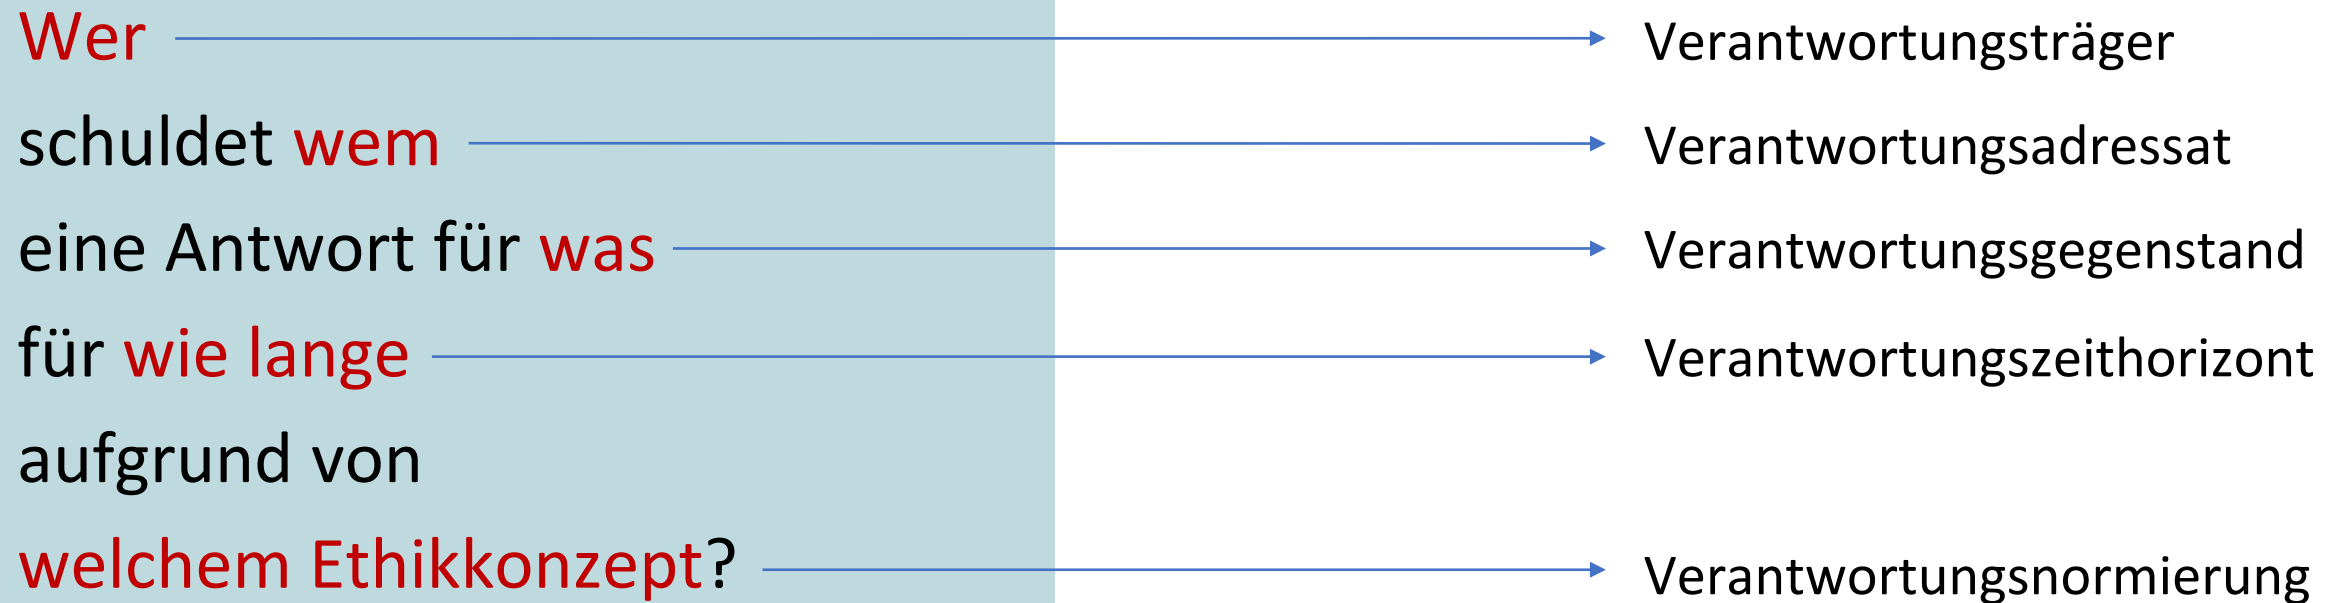 Wer Verantwortungsträger
schuldet wem Verantwortungsadressat
eine Antwort für was Verantwortungsgegenstand
für wie lange Verantwortungszeithorizont
aufgrund von
welchem Ethikkonzept? Verantwortungsnormierung